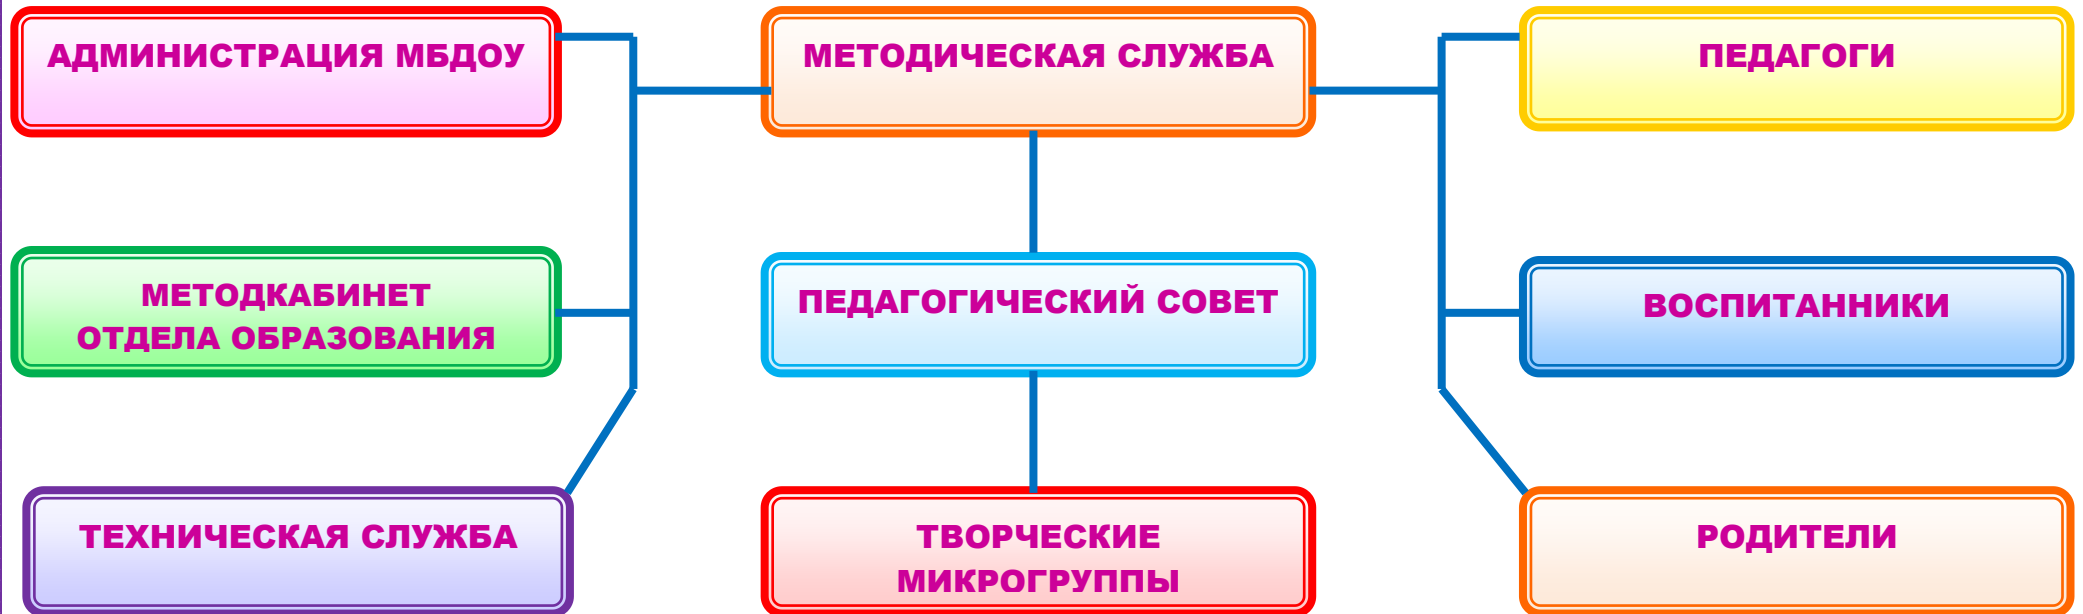 АДМИНИСТРАЦИЯ МБДОУ
МЕТОДИЧЕСКАЯ СЛУЖБА
ПЕДАГОГИ
МЕТОДКАБИНЕТ
ОТДЕЛА ОБРАЗОВАНИЯ
ПЕДАГОГИЧЕСКИЙ СОВЕТ
ВОСПИТАННИКИ
ТЕХНИЧЕСКАЯ СЛУЖБА
ТВОРЧЕСКИЕ
МИКРОГРУППЫ
РОДИТЕЛИ